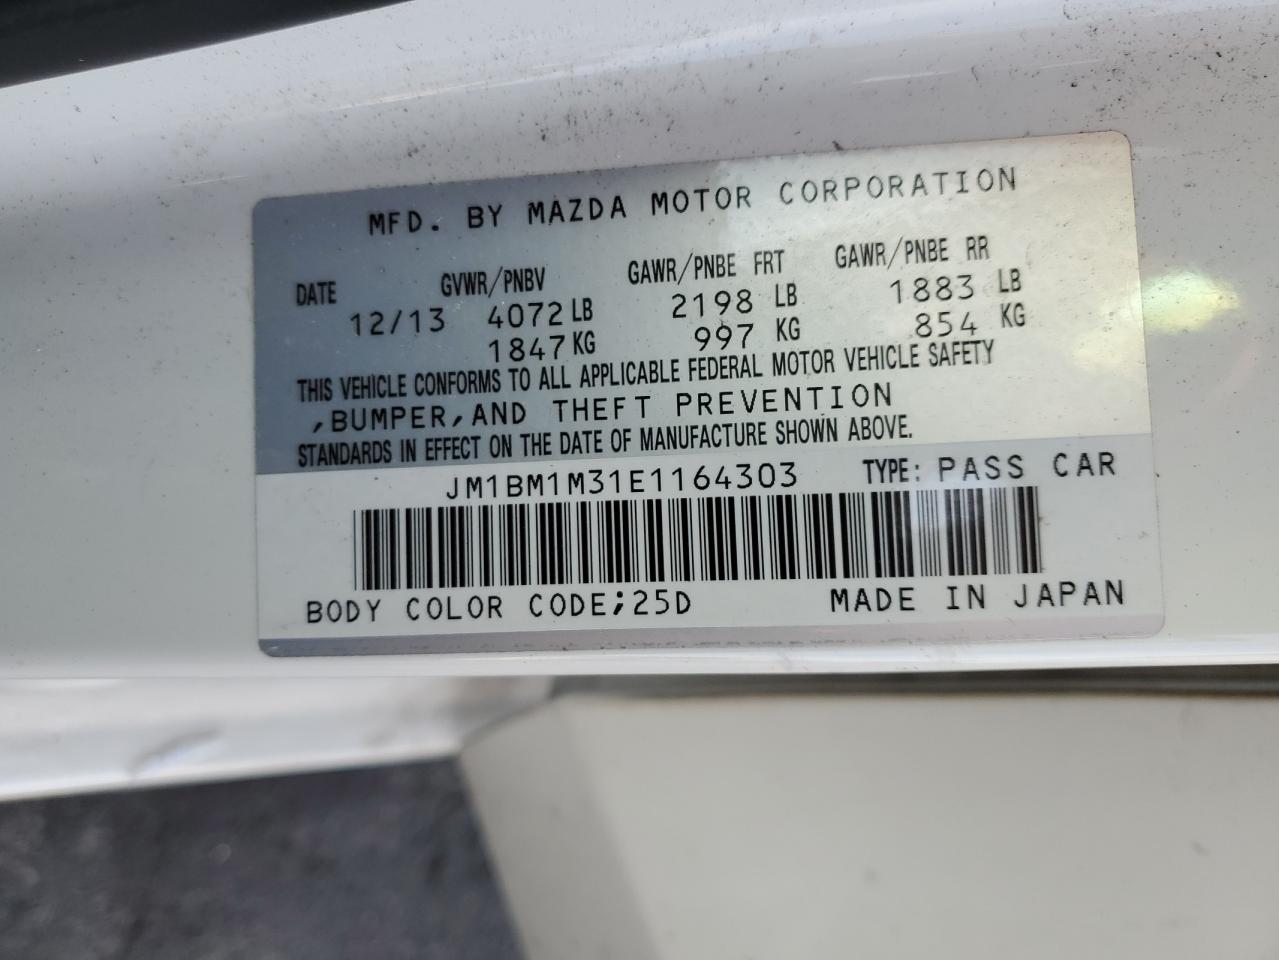 MFD. BY MAZDA MOTOR CORPORATION
DATE GVWR/PNBV GAWR/PNBE FRT GAWR/PNBE RR
12/13 4072 LB 2198 LB 1883 LB
1847 KG 997 KG 854 KG
THIS VEHICLE CONFORMS TO ALL APPLICABLE FEDERAL MOTOR VEHICLE SAFETY
,BUMPER,AND THEFT PREVENTION
STANDARDS IN EFFECT ON THE DATE OF MANUFACTURE SHOWN ABOVE.
JM1BM1M31E1164303 TYPE: PASS CAR
BODY COLOR CODE;25D MADE IN JAPAN